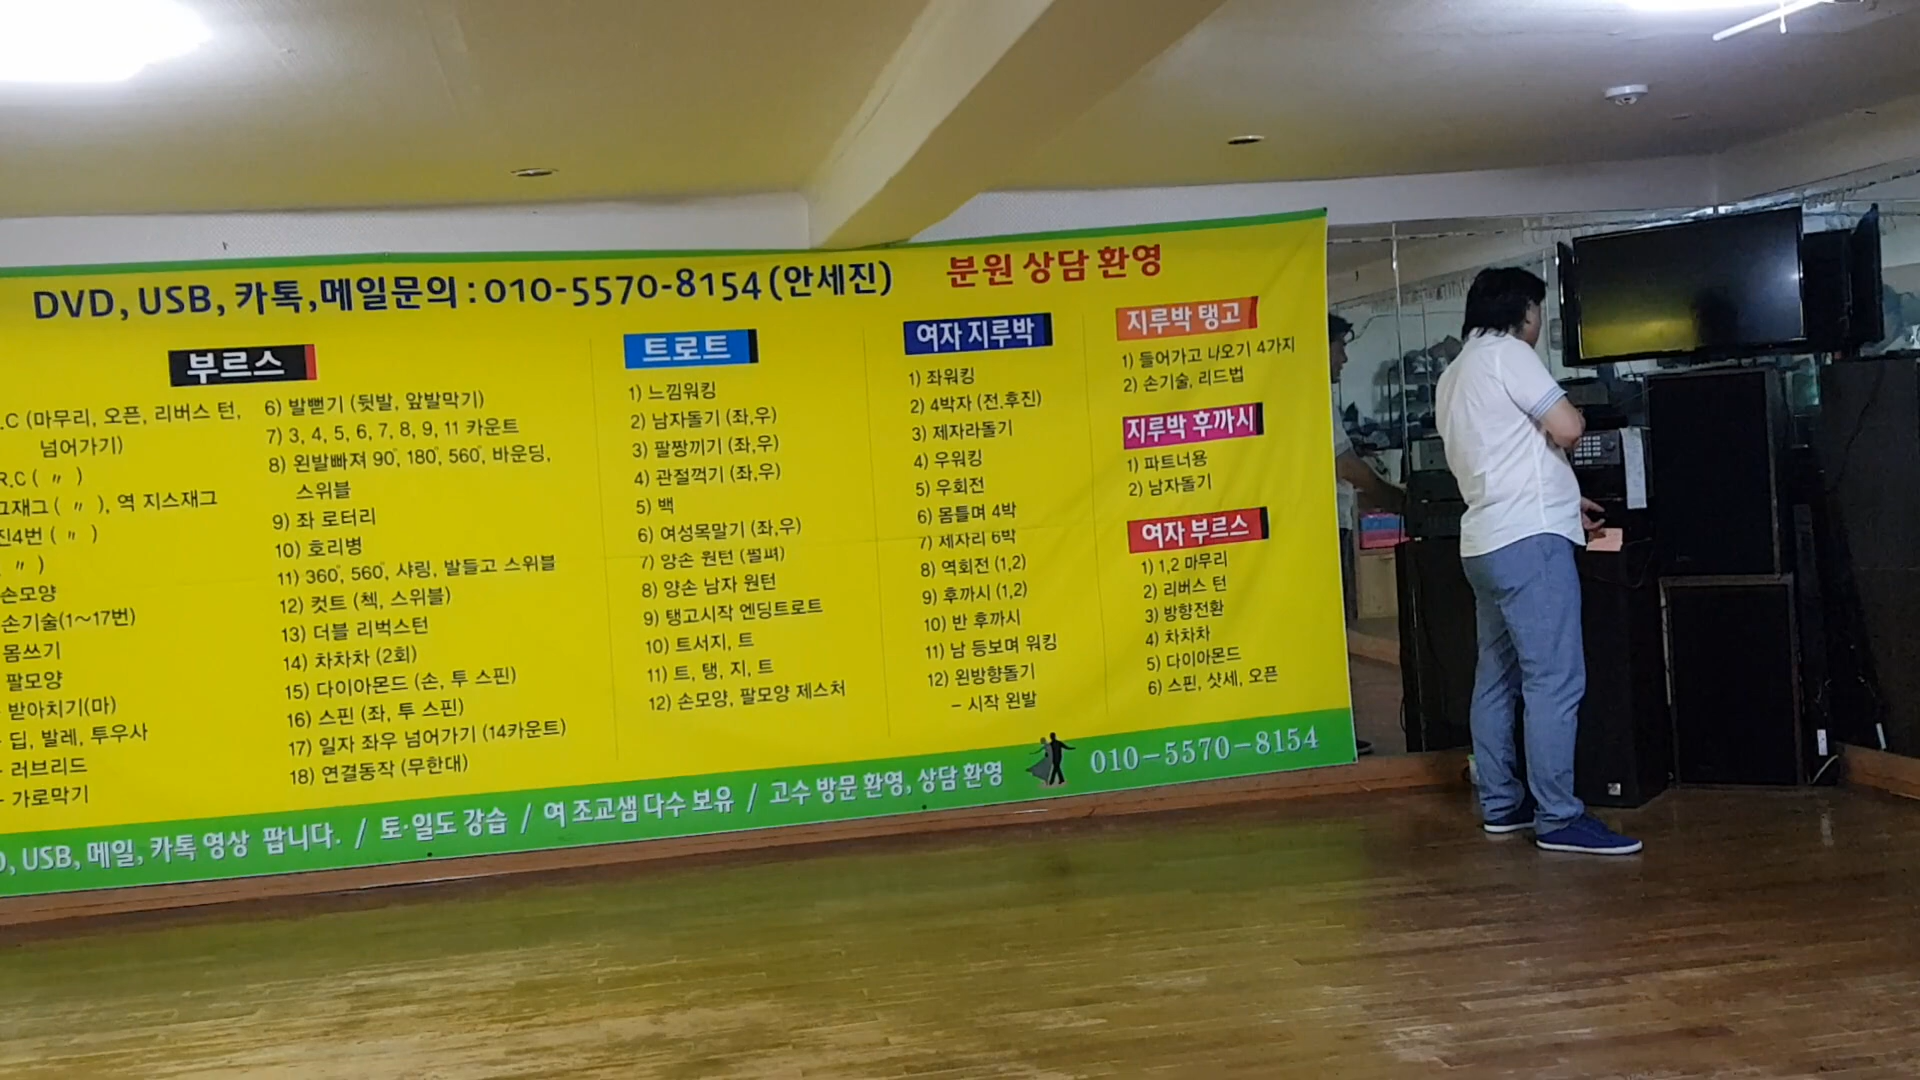 DVD, USB, 카톡,메일문의 : 010-5570-8154 (안세진)
분원 상담 환영
부르스
.C (마무리, 오픈, 리버스 턴,
넘어가기)
R.C ( 〃 )
그재그 ( 〃 ), 역 지스재그
진4번 ( 〃 )
〃 )
손모양
손기술(1~17번)
몸쓰기
팔모양
받아치기(마)
딥, 발레, 투우사
러브리드
- 가로막기
6) 발뻗기 (뒷발, 앞발막기)
7) 3, 4, 5, 6, 7, 8, 9, 11 카운트
8) 왼발빠져 90°, 180°, 560°, 바운딩,
스위블
9) 좌 로터리
10) 호리병
11) 360°, 560°, 샤링, 발들고 스위블
12) 컷트 (첵, 스위블)
13) 더블 리벅스턴
14) 차차차 (2회)
15) 다이아몬드 (손, 투 스핀)
16) 스핀 (좌, 투 스핀)
17) 일자 좌우 넘어가기 (14카운트)
18) 연결동작 (무한대)
트로트
1) 느낌워킹
2) 남자돌기 (좌,우)
3) 팔짱끼기 (좌,우)
4) 관절꺽기 (좌,우)
5) 백
6) 여성목말기 (좌,우)
7) 양손 원턴 (펄펴)
8) 양손 남자 원턴
9) 탱고시작 엔딩트로트
10) 트서지, 트
11) 트, 탱, 지, 트
12) 손모양, 팔모양 제스처
여자 지루박
1) 좌워킹
2) 4박자 (전.후진)
3) 제자라돌기
4) 우워킹
5) 우회전
6) 몸틀며 4박
7) 제자리 6박
8) 역회전 (1,2)
9) 후까시 (1,2)
10) 반 후까시
11) 남 등보며 워킹
12) 왼방향돌기
- 시작 왼발
지루박 탱고
1) 들어가고 나오기 4가지
2) 손기술, 리드법
지루박 후까시
1) 파트너용
2) 남자돌기
여자 부르스
1) 1,2 마무리
2) 리버스 턴
3) 방향전환
4) 차차차
5) 다이아몬드
6) 스핀, 샷세, 오픈
D, USB, 메일, 카톡 영상 팝니다. / 토·일도 강습 / 여 조교샘 다수 보유 / 고수 방문 환영, 상담 환영 010-5570-8154